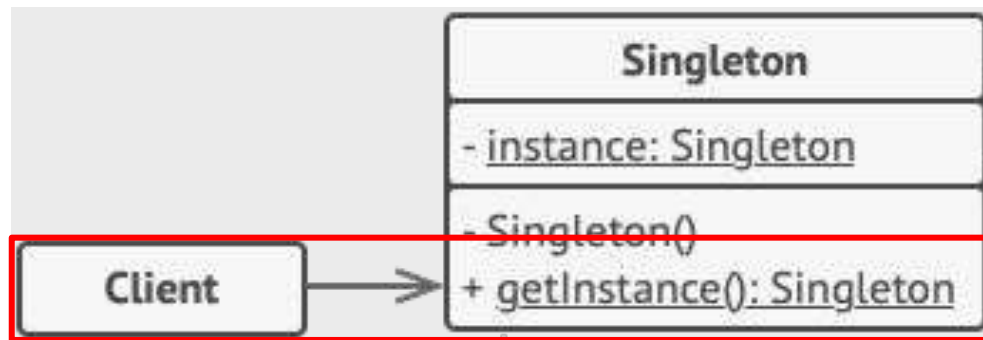 Singleton
- instance: Singleton
- Singleton()
+ getInstance(): Singleton
Client